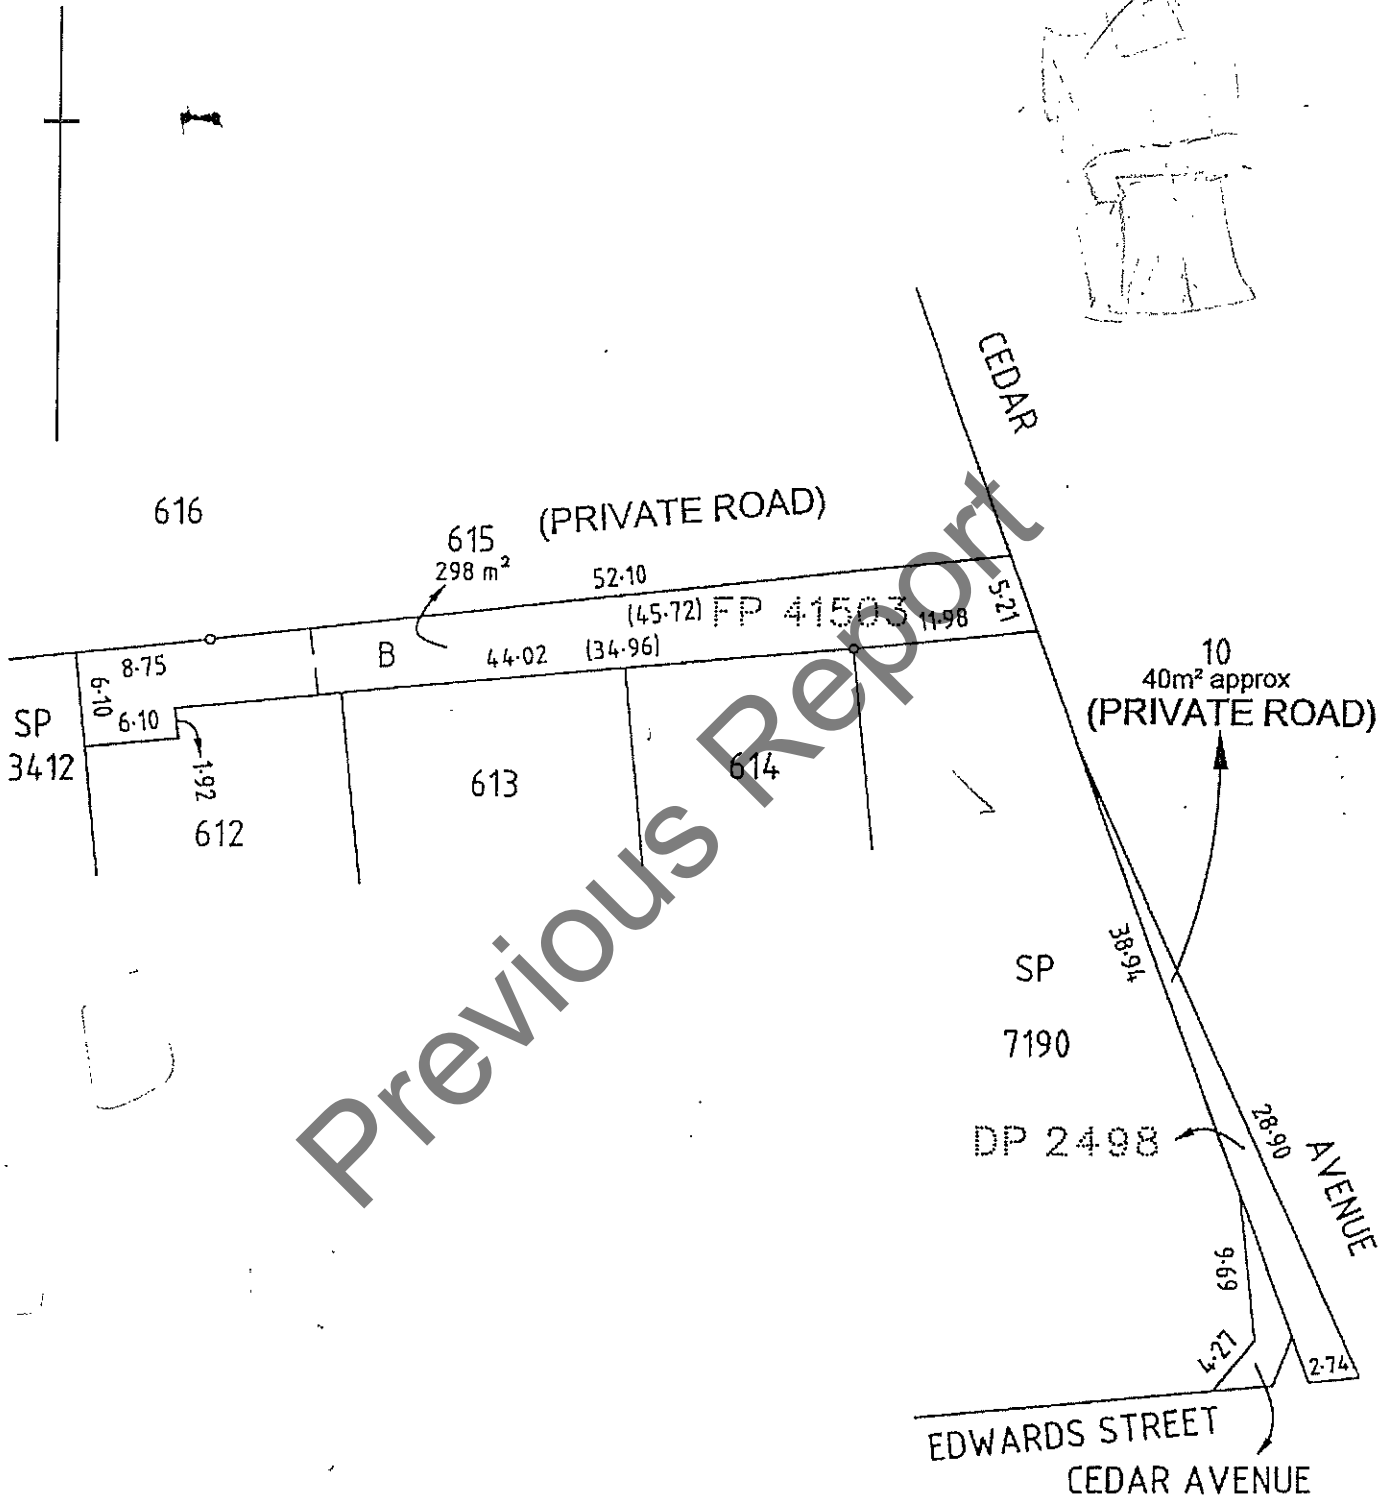 CEDAR
616
615
298 m²
(PRIVATE ROAD)
52·10
(45·72)
FP 41503
11·98
5·21
8·75
B
44·02
(34·96)
6·10
6·10
1·92
SP
3412
612
613
614
10
40m² approx
(PRIVATE ROAD)
38·94
SP
7190
DP 2498
28·90
AVENUE
9·69
4·27
2·74
EDWARDS STREET
CEDAR AVENUE
Previous Report